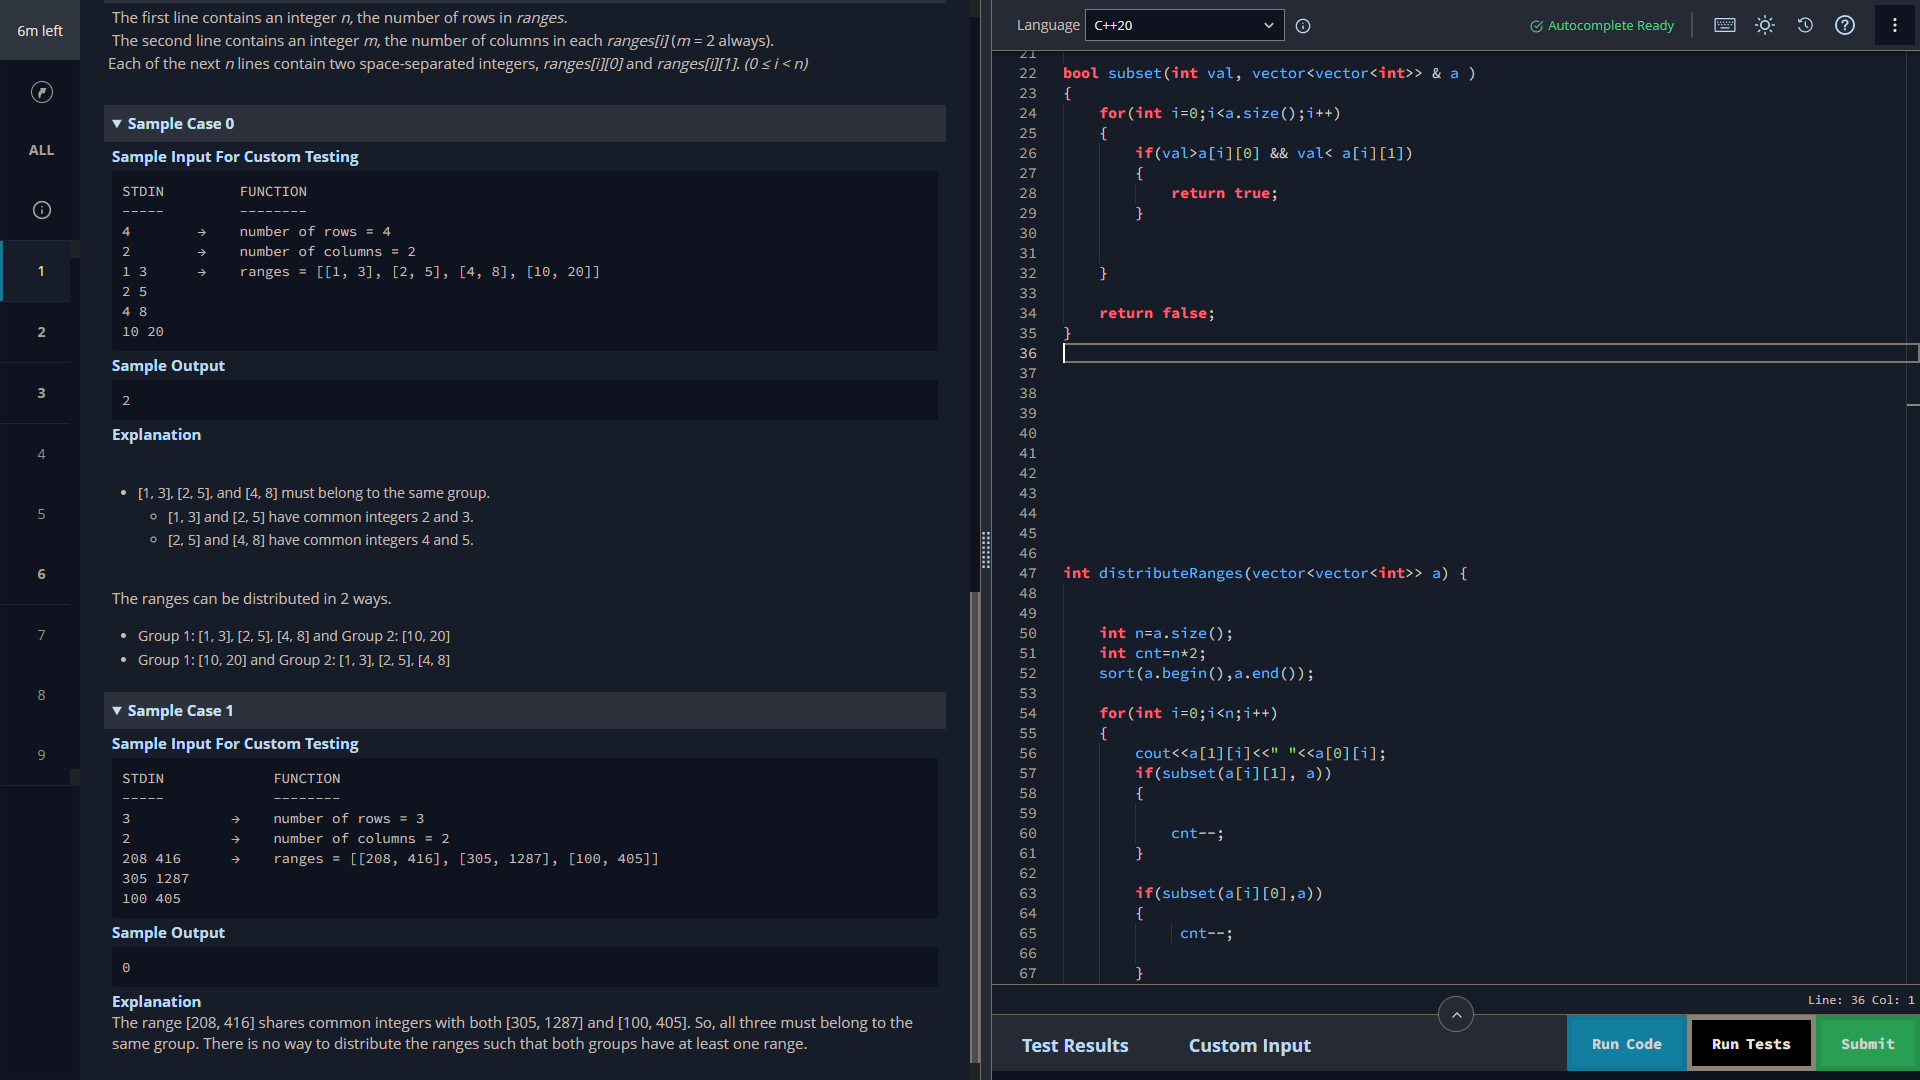 6m left
ALL
1
2
3
4
5
6
7
8
9
The first line contains an integer n, the number of rows in ranges.
The second line contains an integer m, the number of columns in each ranges[i] (m = 2 always).
Each of the next n lines contain two space-separated integers, ranges[i][0] and ranges[i][1]. (0 ≤ i < n)
▼ Sample Case 0
Sample Input For Custom Testing
STDIN FUNCTION
----- --------
4 → number of rows = 4
2 → number of columns = 2
1 3 → ranges = [[1, 3], [2, 5], [4, 8], [10, 20]]
2 5
4 8
10 20
Sample Output
2
Explanation
• [1, 3], [2, 5], and [4, 8] must belong to the same group.
◦ [1, 3] and [2, 5] have common integers 2 and 3.
◦ [2, 5] and [4, 8] have common integers 4 and 5.
The ranges can be distributed in 2 ways.
• Group 1: [1, 3], [2, 5], [4, 8] and Group 2: [10, 20]
• Group 1: [10, 20] and Group 2: [1, 3], [2, 5], [4, 8]
▼ Sample Case 1
Sample Input For Custom Testing
STDIN FUNCTION
----- --------
3 → number of rows = 3
2 → number of columns = 2
208 416 → ranges = [[208, 416], [305, 1287], [100, 405]]
305 1287
100 405
Sample Output
0
Explanation
The range [208, 416] shares common integers with both [305, 1287] and [100, 405]. So, all three must belong to the
same group. There is no way to distribute the ranges such that both groups have at least one range.
Language C++20 Autocomplete Ready
21
22 bool subset(int val, vector<vector<int>> & a )
23 {
24 for(int i=0;i<a.size();i++)
25 {
26 if(val>a[i][0] && val< a[i][1])
27 {
28 return true;
29 }
30
31
32 }
33
34 return false;
35 }
36
37
38
39
40
41
42
43
44
45
46
47 int distributeRanges(vector<vector<int>> a) {
48
49
50 int n=a.size();
51 int cnt=n*2;
52 sort(a.begin(),a.end());
53
54 for(int i=0;i<n;i++)
55 {
56 cout<<a[1][i]<<" "<<a[0][i];
57 if(subset(a[i][1], a))
58 {
59
60 cnt--;
61 }
62
63 if(subset(a[i][0],a))
64 {
65 cnt--;
66
67 }
Line: 36 Col: 1
Test Results Custom Input Run Code Run Tests Submit